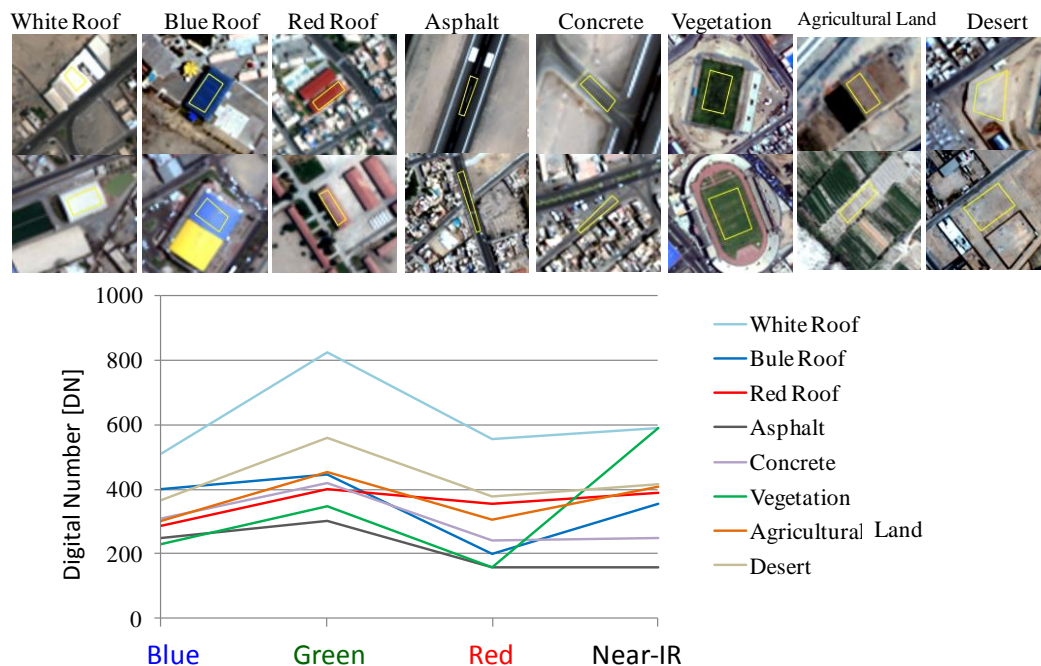 White Roof Blue Roof Red Roof Asphalt Concrete Vegetation Agricultural Land Desert
1000
800
600
400
200
0
Digital Number [DN]
Blue Green Red Near-IR
White Roof
Bule Roof
Red Roof
Asphalt
Concrete
Vegetation
Agricultural Land
Desert